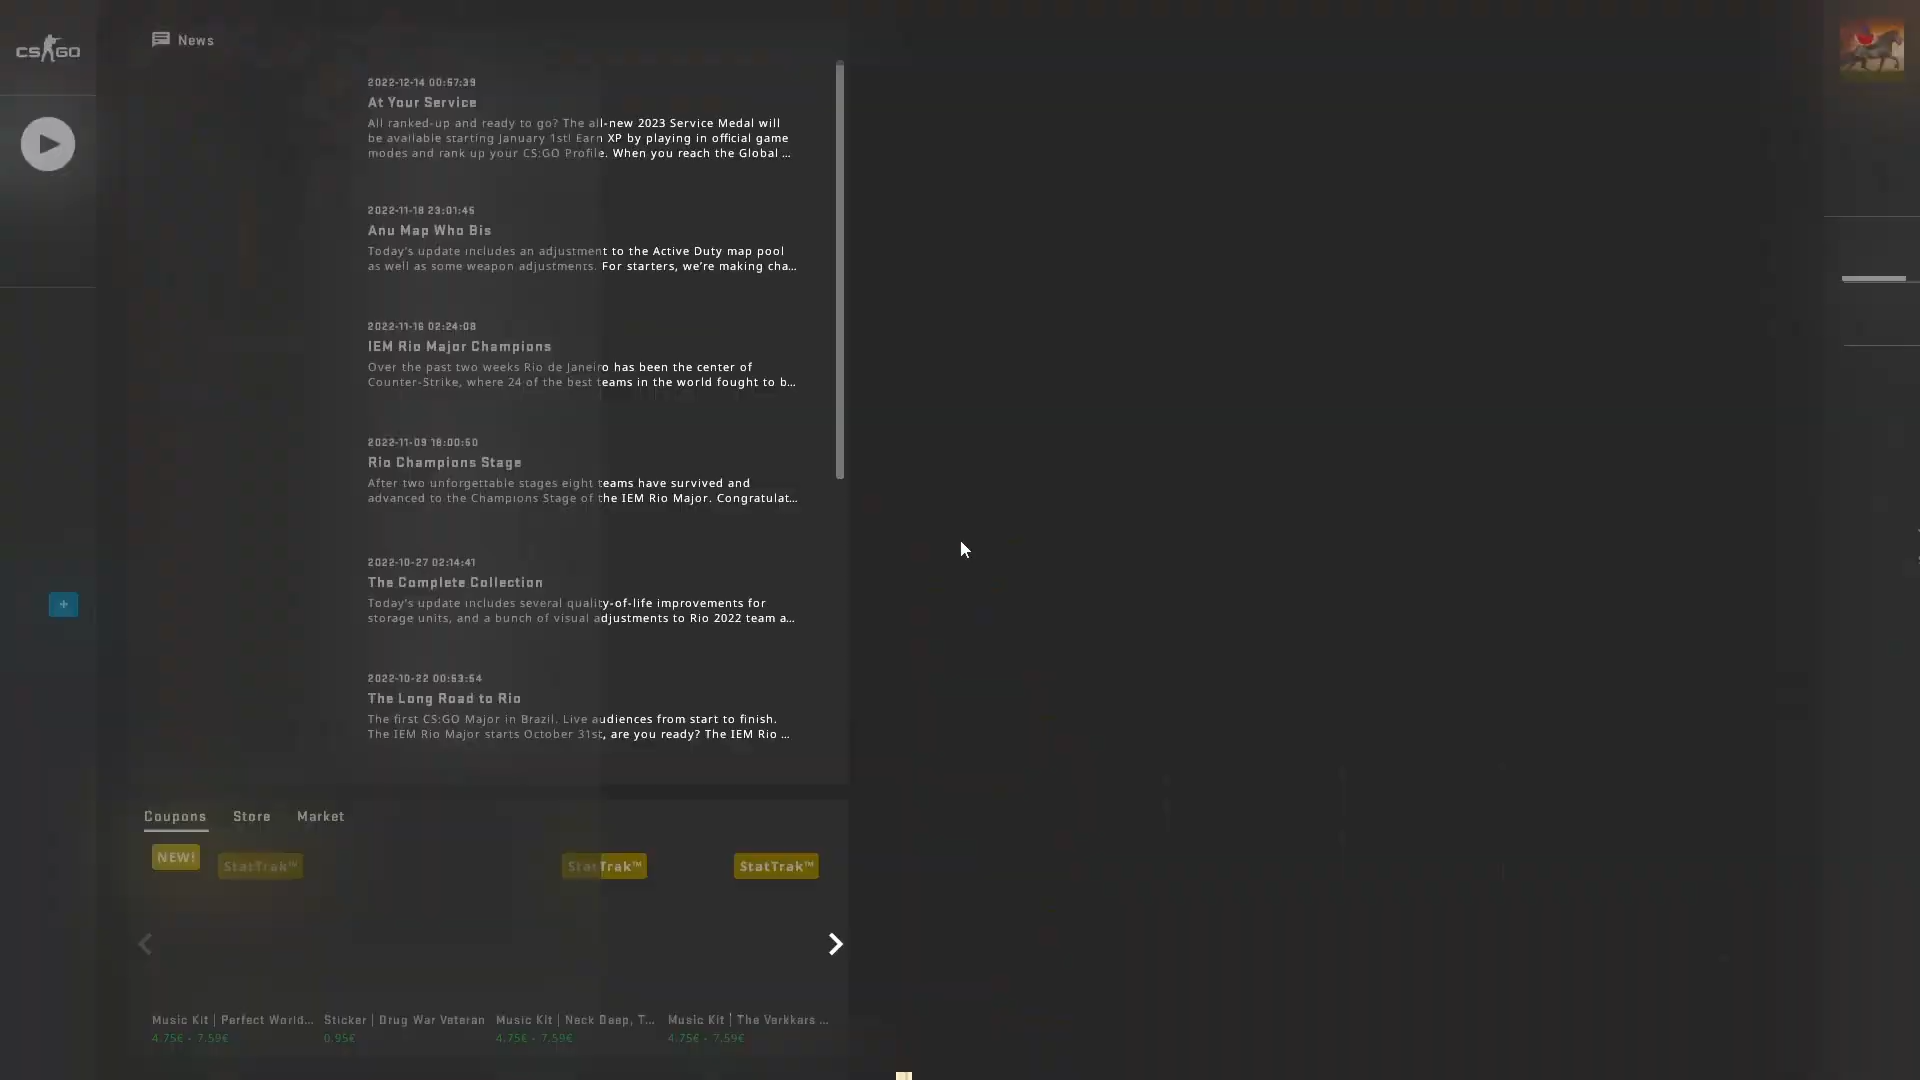 CS GO
News
2022-12-14 00:57:39
At Your Service
All ranked-up and ready to go? The all-new 2023 Service Medal will
be available starting January 1st! Earn XP by playing in official game
modes and rank up your CS:GO Profile. When you reach the Global ...
2022-11-18 23:01:45
Anu Map Who Bis
Today's update includes an adjustment to the Active Duty map pool
as well as some weapon adjustments. For starters, we're making cha...
2022-11-16 02:24:08
IEM Rio Major Champions
Over the past two weeks Rio de Janeiro has been the center of
Counter-Strike, where 24 of the best teams in the world fought to b...
2022-11-09 16:00:50
Rio Champions Stage
After two unforgettable stages eight teams have survived and
advanced to the Champions Stage of the IEM Rio Major. Congratulat...
2022-10-27 02:14:41
The Complete Collection
Today's update includes several quality-of-life improvements for
storage units, and a bunch of visual adjustments to Rio 2022 team a...
2022-10-22 00:53:54
The Long Road to Rio
The first CS:GO Major in Brazil. Live audiences from start to finish.
The IEM Rio Major starts October 31st, are you ready? The IEM Rio ...
Coupons Store Market
NEW! StatTrak™ StatTrak™ StatTrak™
Music Kit | Perfect World... Sticker | Drug War Veteran Music Kit | Neck Deep, T... Music Kit | The Verkkars ...
4.75€ - 7.59€ 0.95€ 4.75€ - 7.59€ 4.75€ - 7.59€